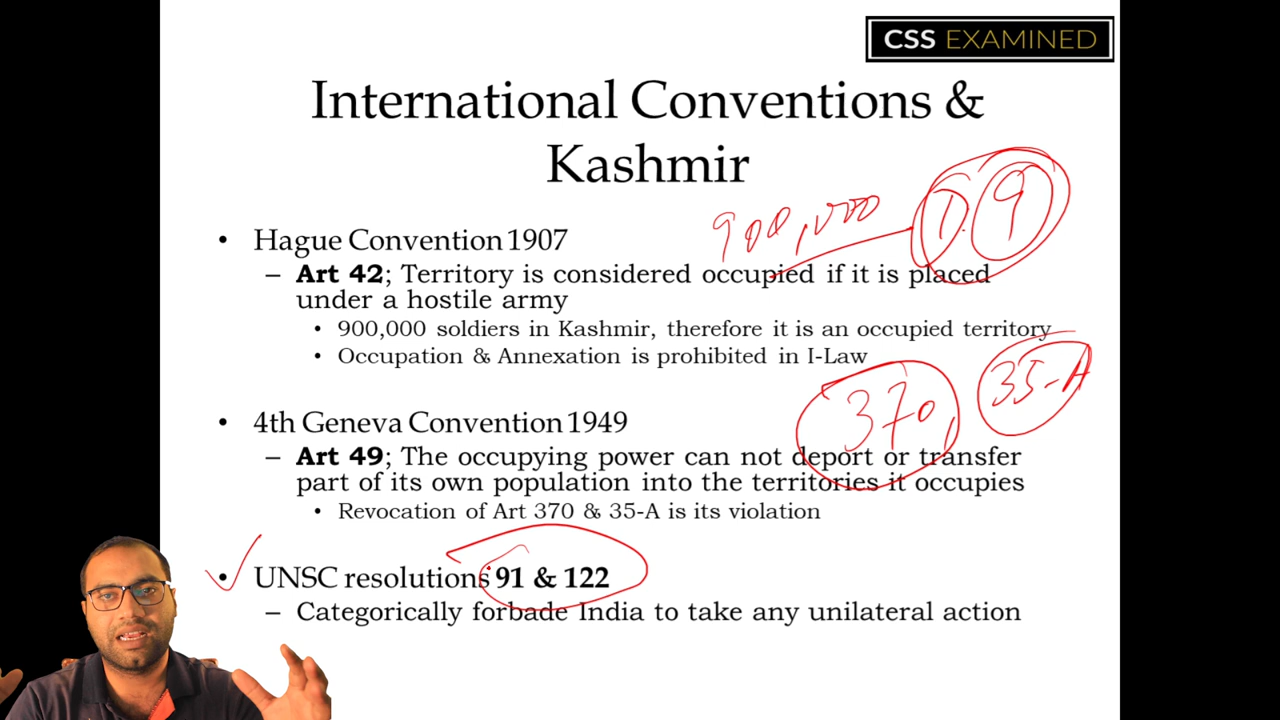 CSS EXAMINED
International Conventions &
Kashmir
900,000 1.9
• Hague Convention 1907
– Art 42; Territory is considered occupied if it is placed
under a hostile army
• 900,000 soldiers in Kashmir, therefore it is an occupied territory
• Occupation & Annexation is prohibited in I-Law
370, 35-A
• 4th Geneva Convention 1949
– Art 49; The occupying power can not deport or transfer
part of its own population into the territories it occupies
• Revocation of Art 370 & 35-A is its violation
• UNSC resolutions 91 & 122
– Categorically forbade India to take any unilateral action